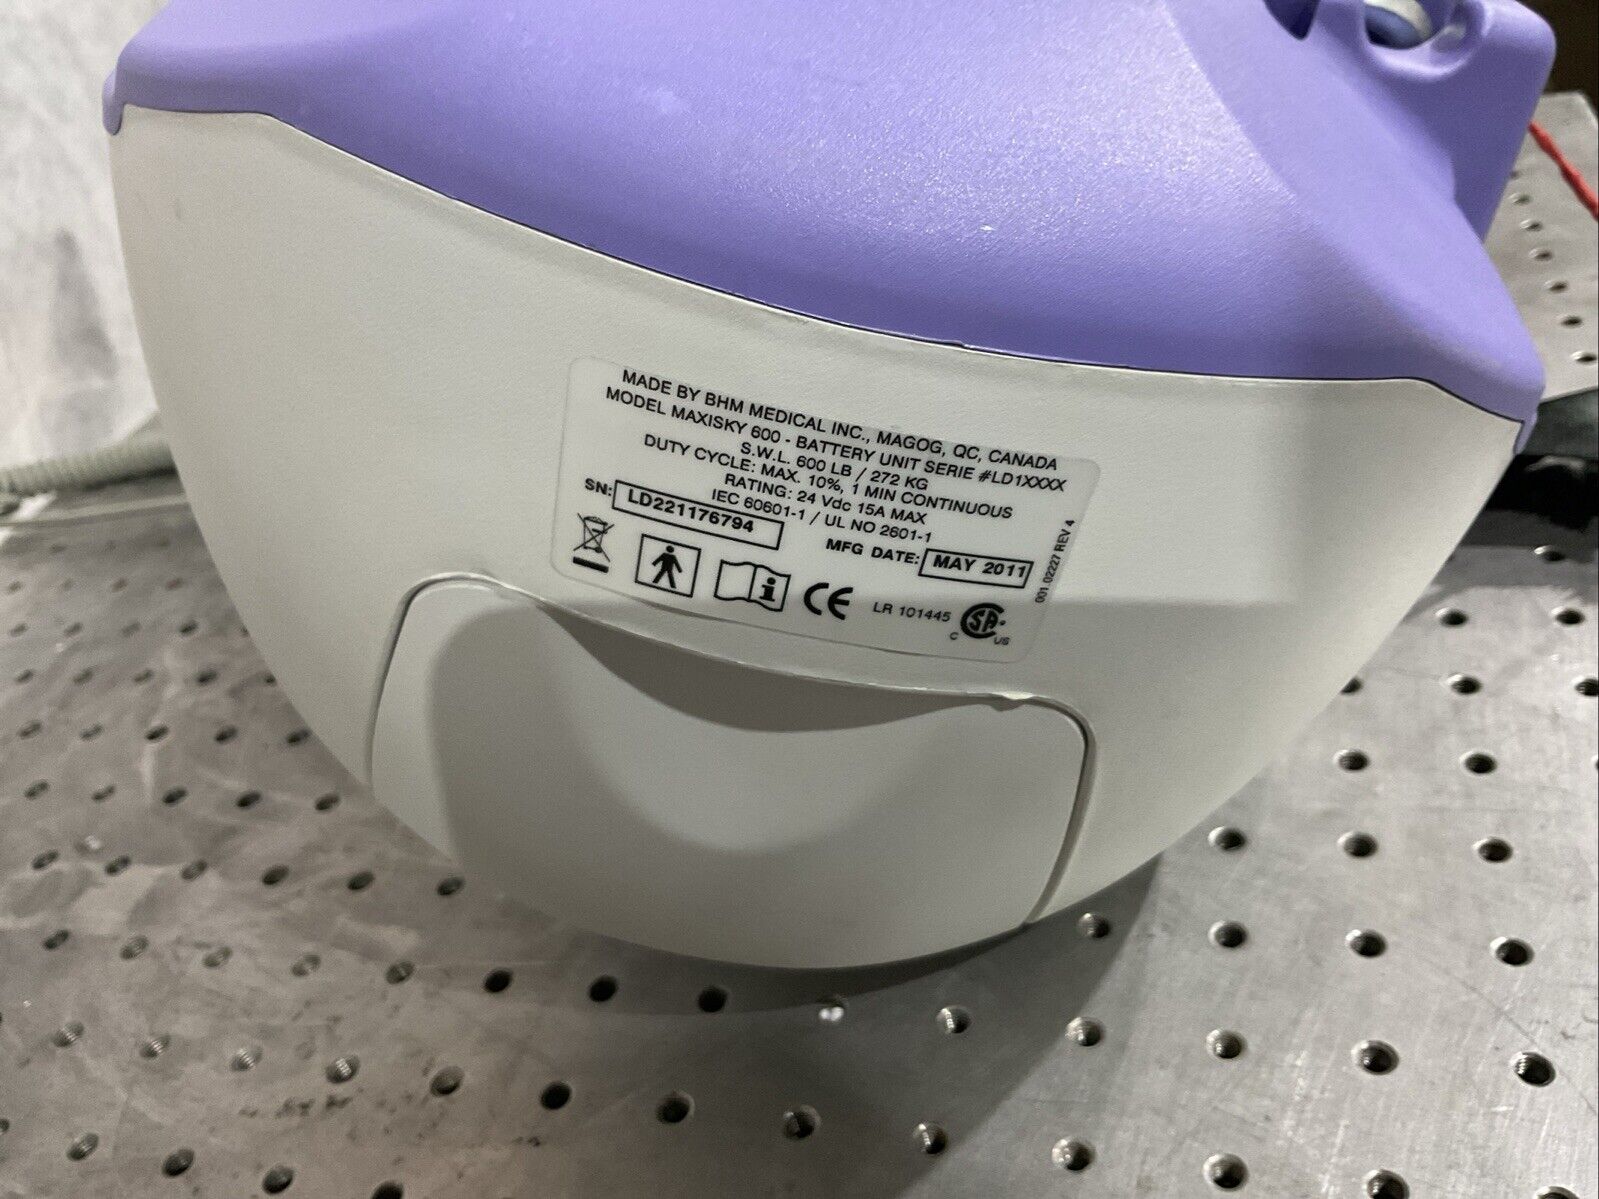 MADE BY BHM MEDICAL INC., MAGOG, QC, CANADA
MODEL MAXISKY 600 - BATTERY UNIT SERIE #LD1XXXX
S.W.L. 600 LB / 272 KG
DUTY CYCLE: MAX. 10%, 1 MIN CONTINUOUS
RATING: 24 Vdc 15A MAX
IEC 60601-1 / UL NO 2601-1
SN: LD221176794
MFG DATE: MAY 2011
i CE LR 101445 C SA US
001.02227 REV 4